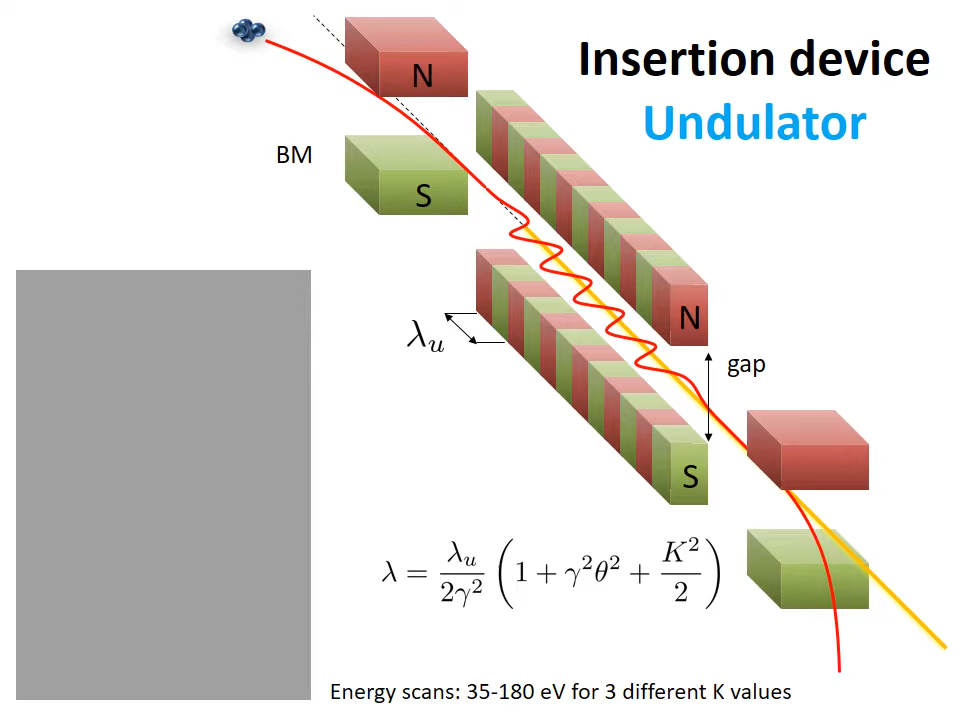 Insertion device
Undulator
N
BM
S
N
λu
gap
S
λ = λu/2γ² (1 + γ²θ² + K²/2)
Energy scans: 35-180 eV for 3 different K values